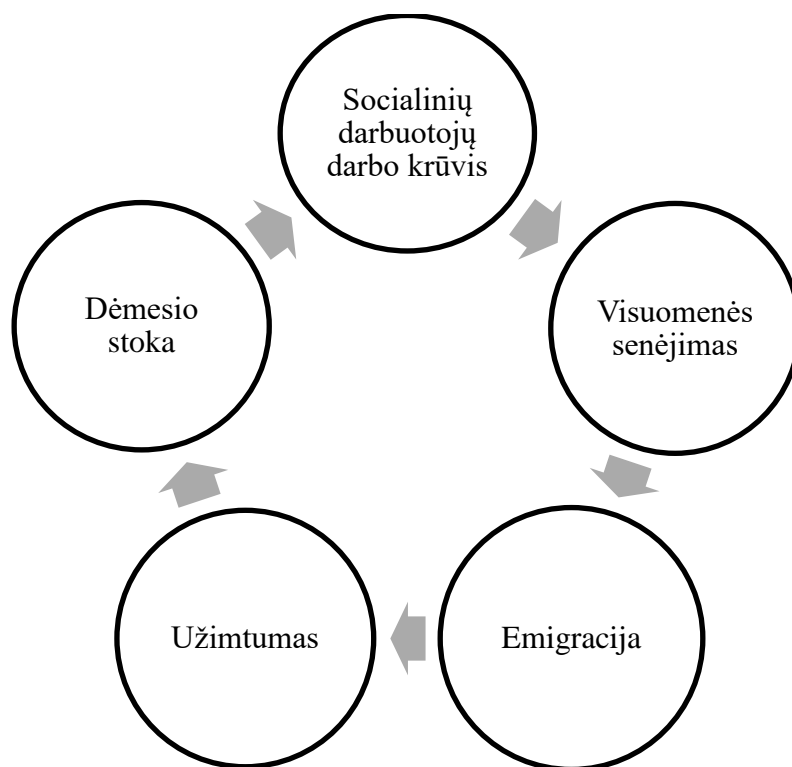 Socialinių
darbuotojų
darbo krūvis
Visuomenės
senėjimas
Emigracija
Užimtumas
Dėmesio
stoka